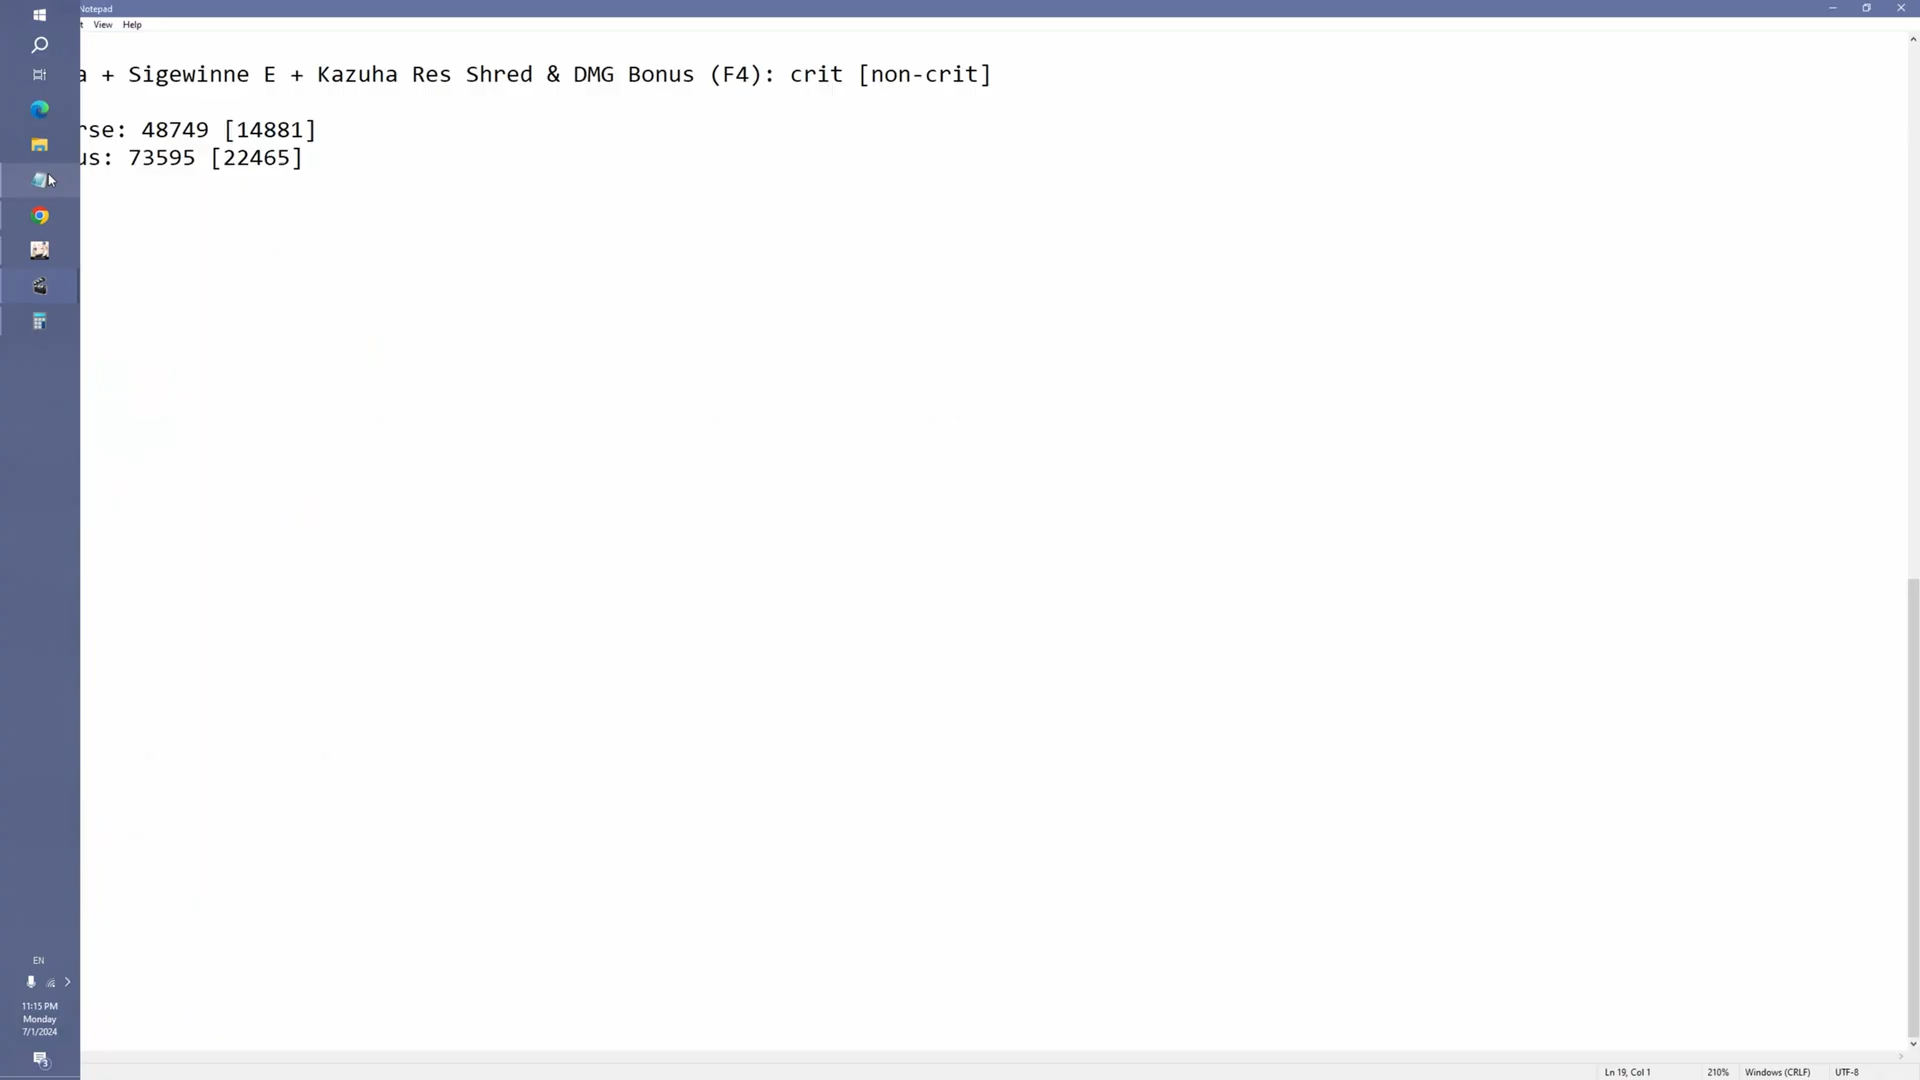 Notepad
View Help
+ Sigewinne E + Kazuha Res Shred & DMG Bonus (F4): crit [non-crit]
rse: 48749 [14881]
us: 73595 [22465]
EN
11:15 PM
Monday
7/1/2024
3
Ln 19, Col 1 210% Windows (CRLF) UTF-8